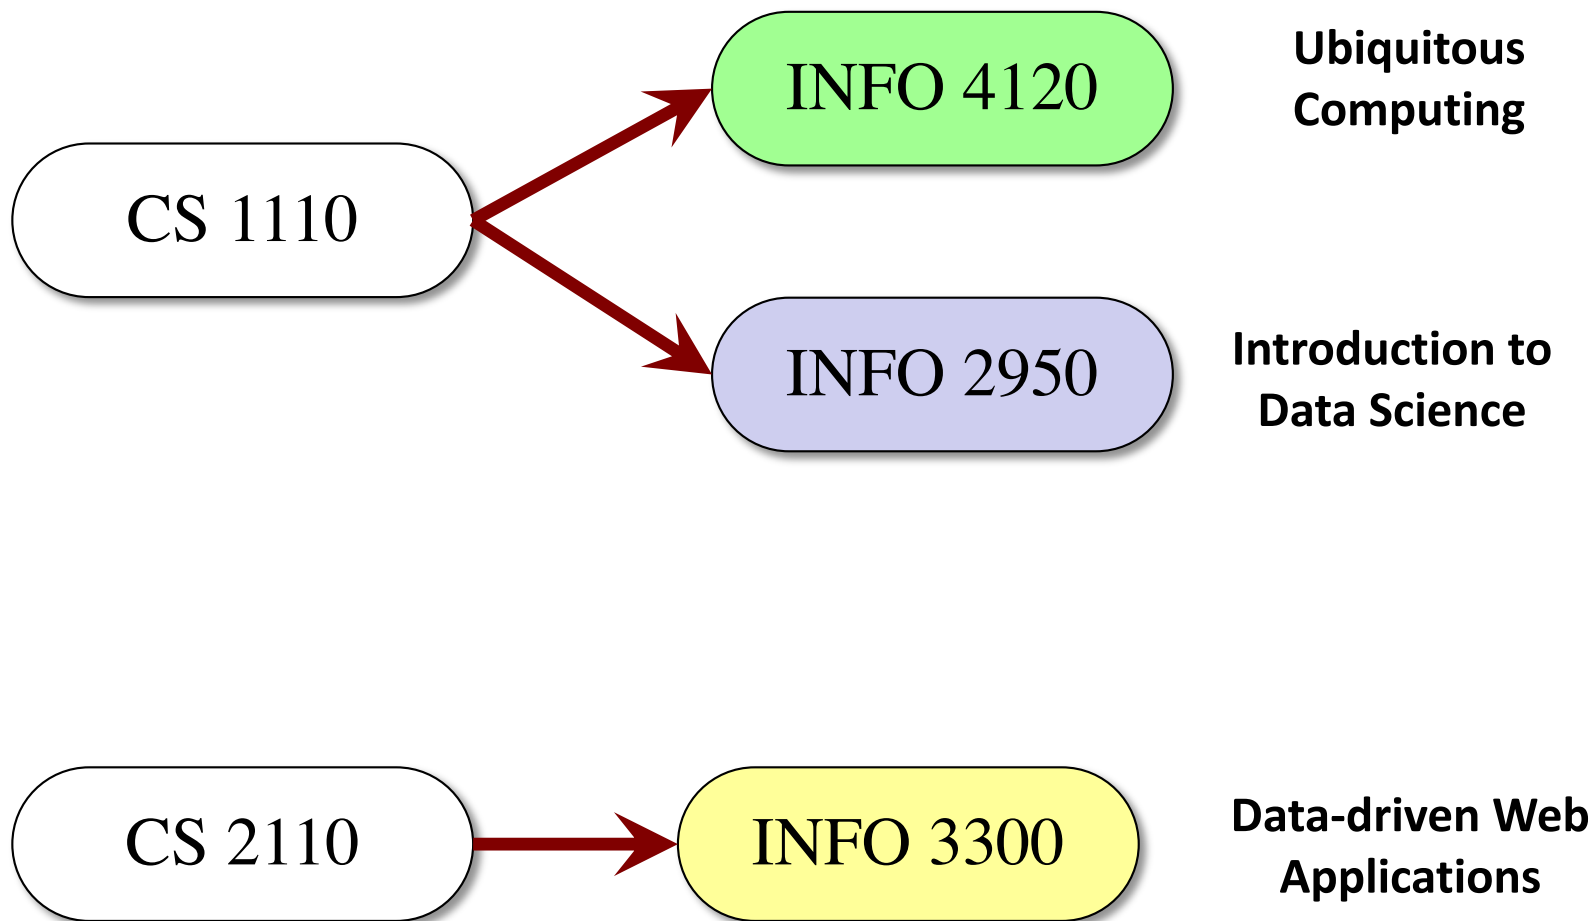 INFO 4120
Ubiquitous
Computing
CS 1110
INFO 2950
Introduction to
Data Science
CS 2110
INFO 3300
Data-driven Web
Applications